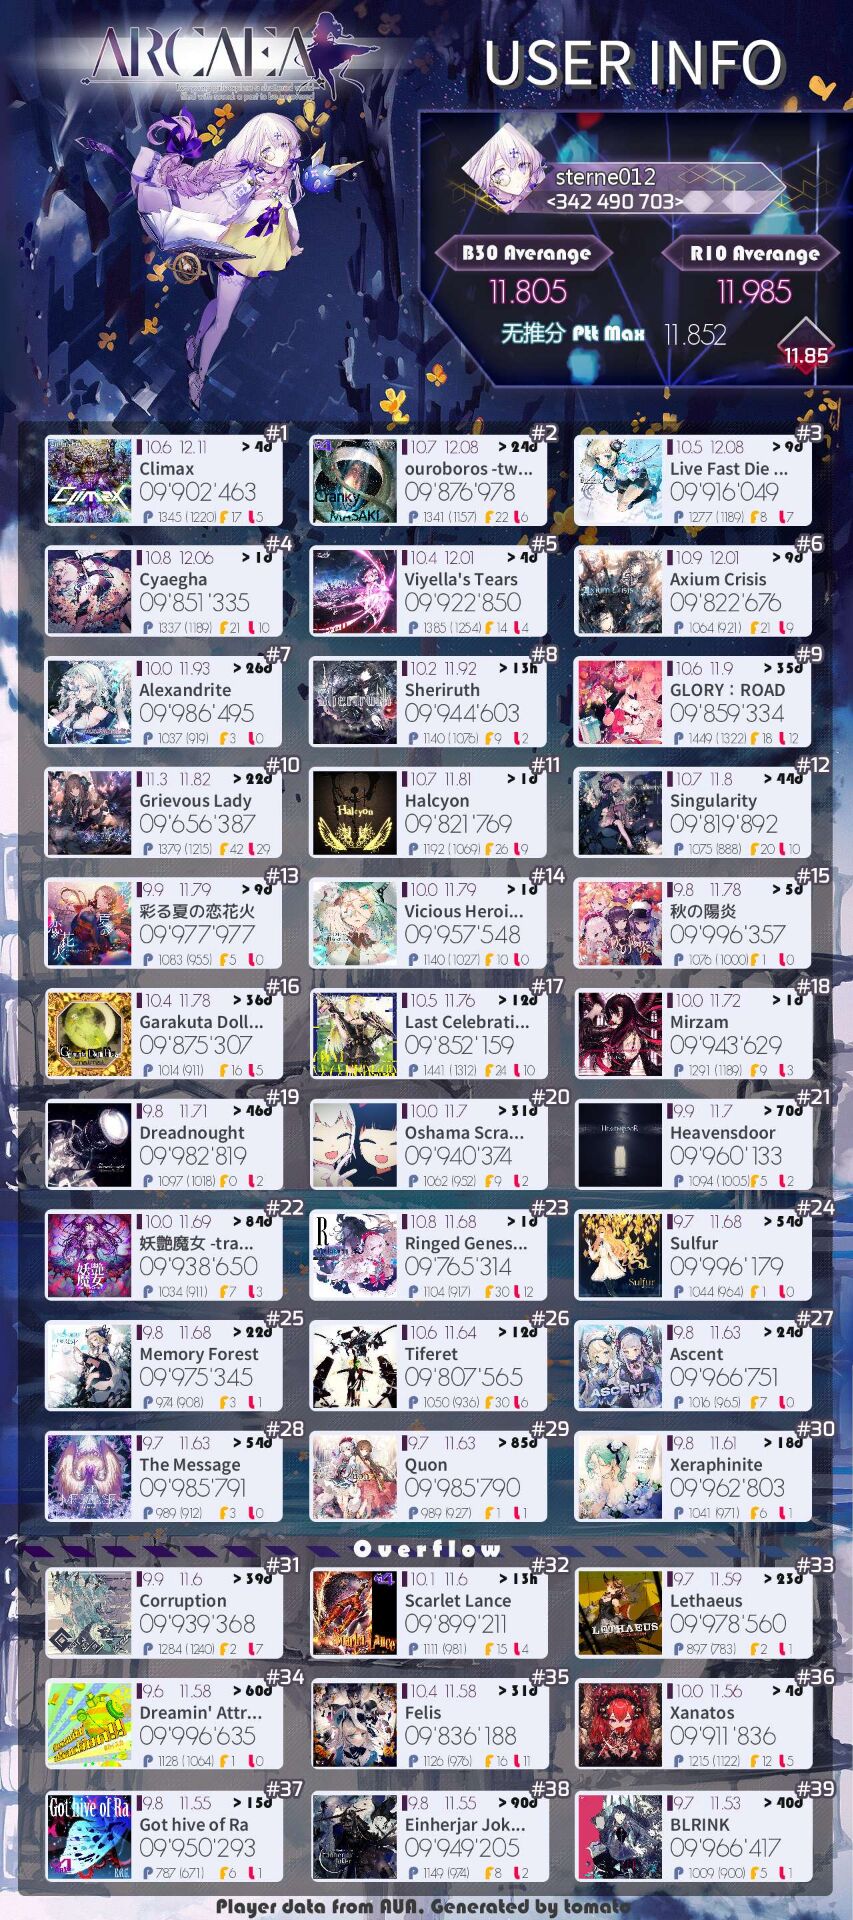 ARCAEA
USER INFO
sterne012
<342 490 703>
B30 Averange
R10 Averange
11.805
11.985
无推分 Ptt Max 11.852
11.85
#1
10.6 12.11 > 4d
Climax
09'902'463
P 1345 (1220) F 17 L 5
#2
10.7 12.08 > 24d
ouroboros -tw...
09'876'978
P 1341 (1157) F 22 L 6
#3
10.5 12.08 > 9d
Live Fast Die ...
09'916'049
P 1277 (1189) F 8 L 7
#4
10.8 12.06 > 1d
Cyaegha
09'851'335
P 1337 (1189) F 21 L 10
#5
10.4 12.01 > 4d
Viyella's Tears
09'922'850
P 1385 (1254) F 14 L 4
#6
10.9 12.01 > 9d
Axium Crisis
09'822'676
P 1064 (921) F 21 L 9
#7
10.0 11.93 > 26d
Alexandrite
09'986'495
P 1037 (919) F 3 L 0
#8
10.2 11.92 > 13h
Sheriruth
09'944'603
P 1140 (1076) F 9 L 2
#9
10.6 11.9 > 35d
GLORY：ROAD
09'859'334
P 1449 (1322) F 18 L 12
#10
11.3 11.82 > 22d
Grievous Lady
09'656'387
P 1379 (1215) F 42 L 29
#11
10.7 11.81 > 1d
Halcyon
09'821'769
P 1192 (1069) F 26 L 9
#12
10.7 11.8 > 44d
Singularity
09'819'892
P 1075 (888) F 20 L 10
#13
9.9 11.79 > 9d
彩る夏の恋花火
09'977'977
P 1083 (955) F 5 L 0
#14
10.0 11.79 > 1d
Vicious Heroi...
09'957'548
P 1140 (1027) F 10 L 0
#15
9.8 11.78 > 5d
秋の陽炎
09'996'357
P 1076 (1000) F 1 L 0
#16
10.4 11.78 > 36d
Garakuta Doll...
09'875'307
P 1014 (911) F 16 L 5
#17
10.5 11.76 > 12d
Last Celebrati...
09'852'159
P 1441 (1312) F 24 L 10
#18
10.0 11.72 > 1d
Mirzam
09'943'629
P 1291 (1189) F 9 L 3
#19
9.8 11.71 > 46d
Dreadnought
09'982'819
P 1097 (1018) F 0 L 2
#20
10.0 11.7 > 31d
Oshama Scra...
09'940'374
P 1062 (952) F 9 L 2
#21
9.9 11.7 > 70d
Heavensdoor
09'960'133
P 1094 (1005) F 5 L 2
#22
10.0 11.69 > 84d
妖艶魔女 -tra...
09'938'650
P 1034 (911) F 7 L 3
#23
10.8 11.68 > 1d
Ringed Genes...
09'765'314
P 1104 (917) F 30 L 12
#24
9.7 11.68 > 54d
Sulfur
09'996'179
P 1044 (964) F 1 L 0
#25
9.8 11.68 > 22d
Memory Forest
09'975'345
P 974 (908) F 3 L 1
#26
10.6 11.64 > 12d
Tiferet
09'807'565
P 1050 (936) F 30 L 6
#27
9.8 11.63 > 24d
Ascent
09'966'751
P 1016 (965) F 7 L 0
#28
9.7 11.63 > 54d
The Message
09'985'791
P 989 (912) F 3 L 0
#29
9.7 11.63 > 85d
Quon
09'985'790
P 989 (927) F 1 L 1
#30
9.8 11.61 > 18d
Xeraphinite
09'962'803
P 1041 (971) F 6 L 1
Overflow
#31
9.9 11.6 > 39d
Corruption
09'939'368
P 1284 (1240) F 2 L 7
#32
10.1 11.6 > 13h
Scarlet Lance
09'899'211
P 1111 (981) F 15 L 4
#33
9.7 11.59 > 23d
Lethaeus
09'978'560
P 897 (783) F 2 L 1
#34
9.6 11.58 > 60d
Dreamin' Attr...
09'996'635
P 1128 (1064) F 1 L 0
#35
10.4 11.58 > 31d
Felis
09'836'188
P 1126 (976) F 16 L 11
#36
10.0 11.56 > 4d
Xanatos
09'911'836
P 1215 (1122) F 12 L 5
#37
9.8 11.55 > 15d
Got hive of Ra
09'950'293
P 787 (671) F 6 L 1
#38
9.8 11.55 > 90d
Einherjar Jok...
09'949'205
P 1149 (974) F 8 L 2
#39
9.7 11.53 > 40d
BLRINK
09'966'417
P 1009 (900) F 5 L 1
Player data from AUA. Generated by tomato